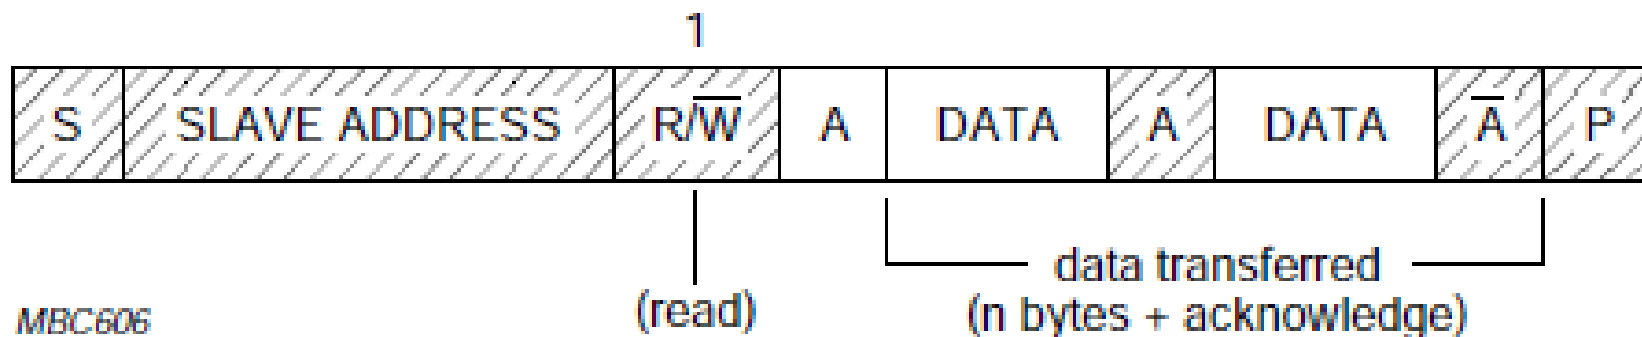 1
S SLAVE ADDRESS R/W̅ A DATA A DATA A̅ P
data transferred
(read) (n bytes + acknowledge)
MBC606